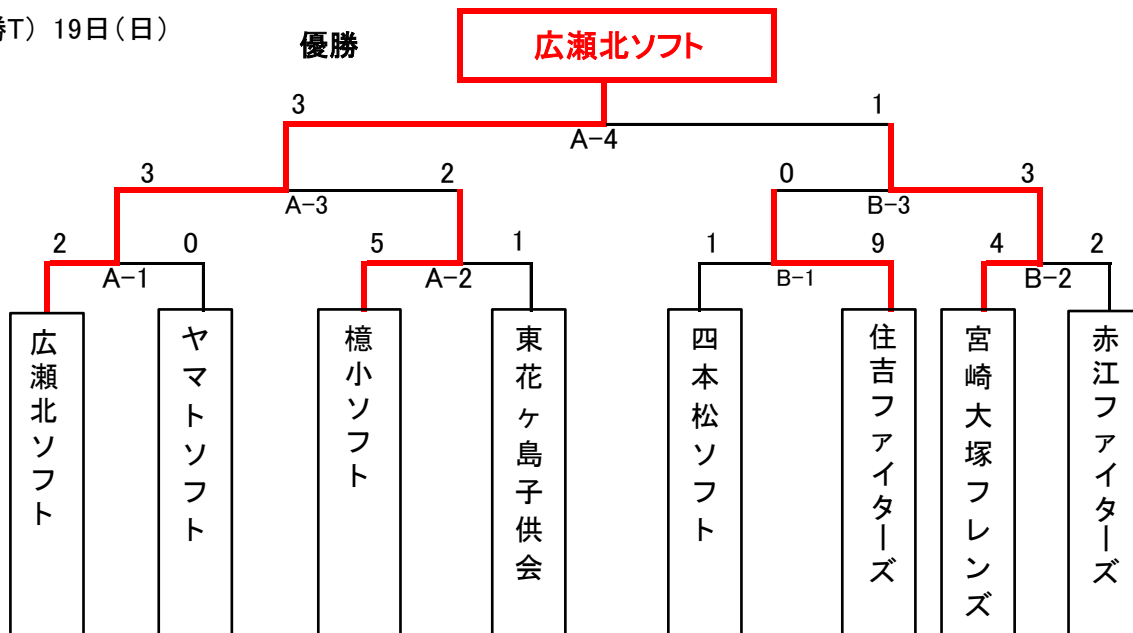 T) 19日(日)
優勝
広瀬北ソフト
3 1
A-4
3 2 0 3
A-3 B-3
2 0 5 1 1 9 4 2
A-1 A-2 B-1 B-2
広瀬北ソフト
ヤマトソフト
檍小ソフト
東花ヶ島子供会
四本松ソフト
住吉ファイターズ
宮崎大塚フレンズ
赤江ファイターズ